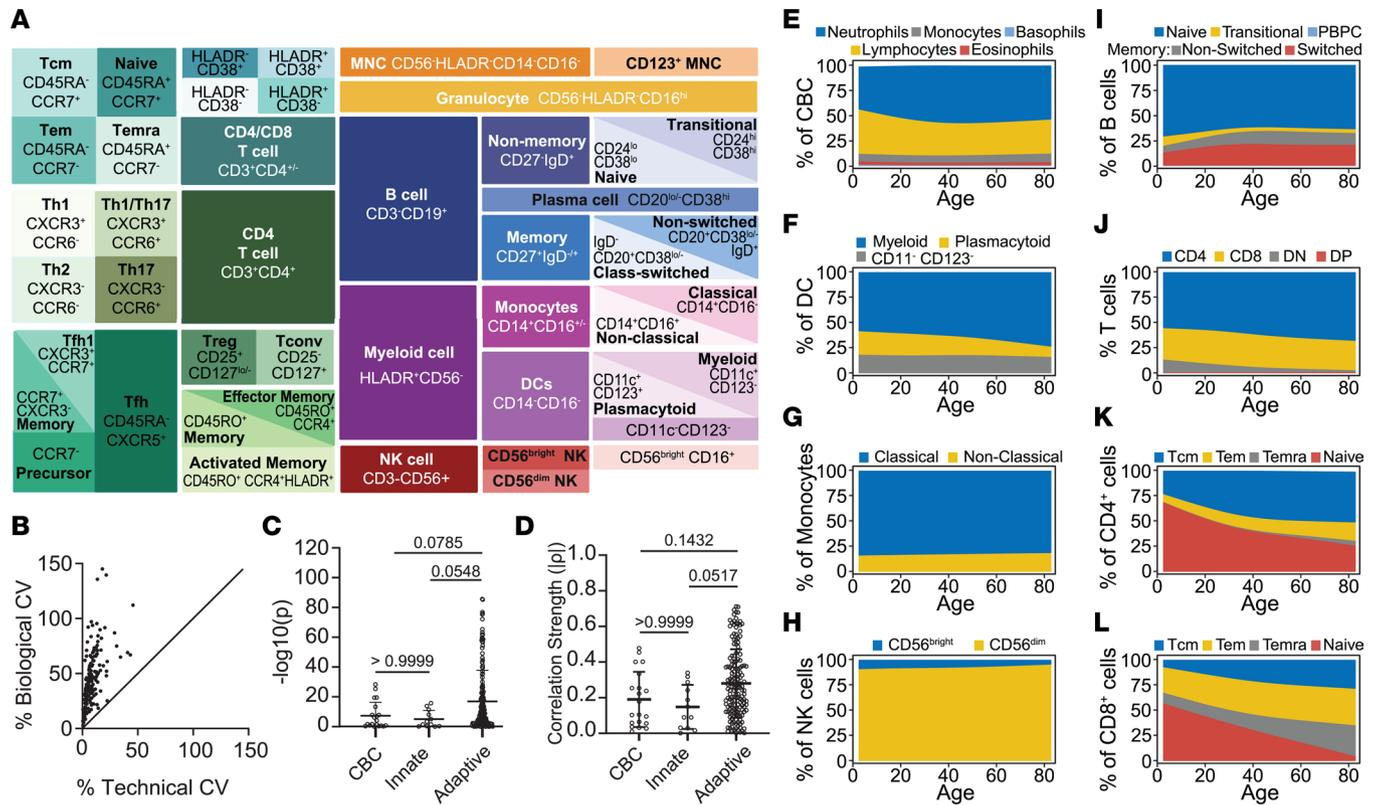 A
Tcm
CD45RA-
CCR7+
Naive
CD45RA+
CCR7+
HLADR-
CD38+
HLADR+
CD38+
HLADR-
CD38-
HLADR+
CD38-
MNC CD56-HLADR-CD14-CD16-
CD123+ MNC
Granulocyte CD56-HLADR-CD16hi
Tem
CD45RA-
CCR7-
Temra
CD45RA+
CCR7-
CD4/CD8
T cell
CD3+CD4+/-
B cell
CD3-CD19+
Non-memory
CD27-IgD+
Transitional
CD24hi
CD38hi
CD24lo
CD38lo
Naive
Plasma cell CD20lo/-CD38hi
Th1
CXCR3+
CCR6-
Th1/Th17
CXCR3+
CCR6+
Th2
CXCR3-
CCR6-
Th17
CXCR3-
CCR6+
CD4
T cell
CD3+CD4+
Memory
CD27+IgD-/+
Non-switched
CD20+CD38lo/-
IgD+
IgD-
CD20+CD38lo/-
Class-switched
Tfh1
CXCR3+
CCR7+
CCR7+
CXCR3-
Memory
CCR7-
Precursor
Tfh
CD45RA-
CXCR5+
Treg
CD25+
CD127lo/-
Tconv
CD25-
CD127+
Effector Memory
CD45RO+
CCR4+
CD45RO+
Memory
Activated Memory
CD45RO+ CCR4+HLADR+
Myeloid cell
HLADR+CD56-
Monocytes
CD14+CD16+/-
Classical
CD14+CD16-
CD14+CD16+
Non-classical
DCs
CD14-CD16-
Myeloid
CD11c+
CD123-
CD11c+
CD123+
Plasmacytoid
CD11c-CD123-
NK cell
CD3-CD56+
CD56bright NK
CD56dim NK
CD56bright CD16+
B
% Biological CV
150
100
50
0
0 50 100 150
% Technical CV
C
-log10(p)
120
100
80
60
40
20
0
0.0785
0.0548
> 0.9999
CBC Innate Adaptive
D
Correlation Strength (|ρ|)
1.0
0.8
0.6
0.4
0.2
0.0
0.1432
0.0517
>0.9999
CBC Innate Adaptive
E
Neutrophils Monocytes Basophils
Lymphocytes Eosinophils
% of CBC
100
75
50
25
0
0 20 40 60 80
Age
F
Myeloid Plasmacytoid
CD11- CD123-
% of DC
100
75
50
25
0
0 20 40 60 80
Age
G
Classical Non-Classical
% of Monocytes
100
75
50
25
0
0 20 40 60 80
Age
H
CD56bright CD56dim
% of NK cells
100
75
50
25
0
0 20 40 60 80
Age
I
Naive Transitional PBPC
Memory: Non-Switched Switched
% of B cells
100
75
50
25
0
0 20 40 60 80
Age
J
CD4 CD8 DN DP
% T cells
100
75
50
25
0
0 20 40 60 80
Age
K
Tcm Tem Temra Naive
% of CD4+ cells
100
75
50
25
0
0 20 40 60 80
Age
L
Tcm Tem Temra Naive
% of CD8+ cells
100
75
50
25
0
0 20 40 60 80
Age